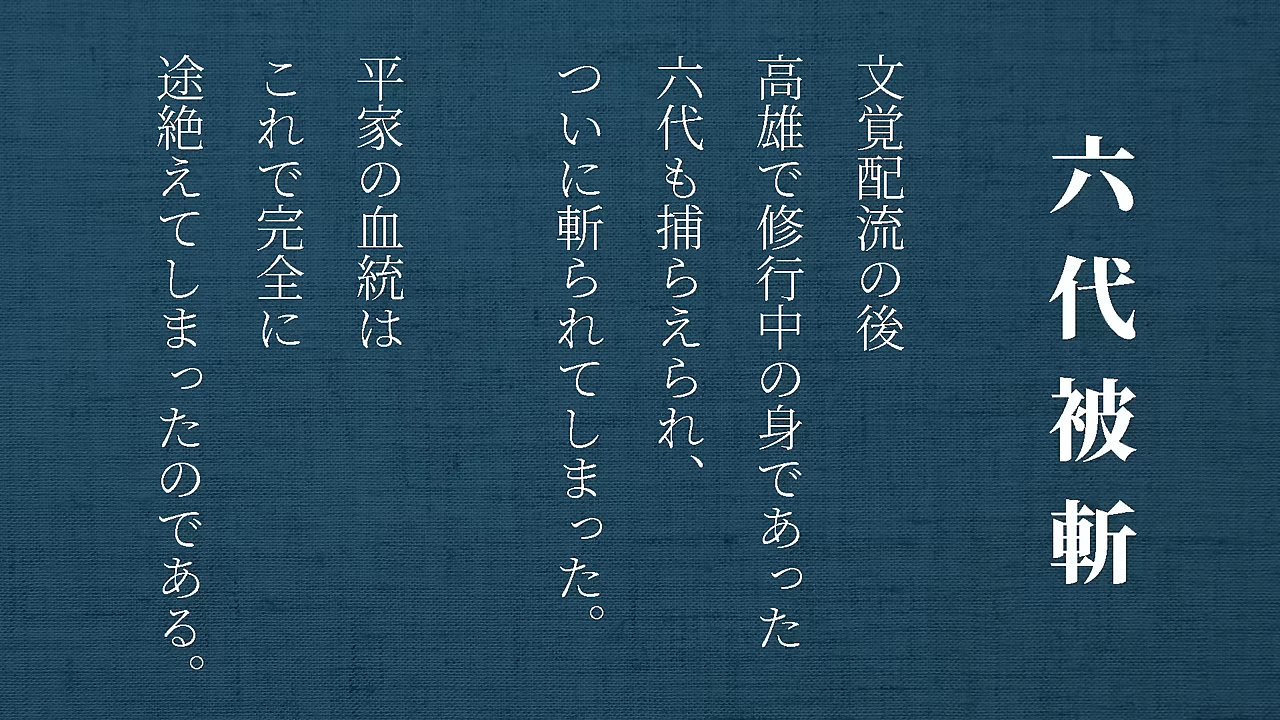 六代被斬
文覚配流の後
高雄で修行中の身であった
六代も捕らえられ、
ついに斬られてしまった。
平家の血統は
これで完全に
途絶えてしまったのである。